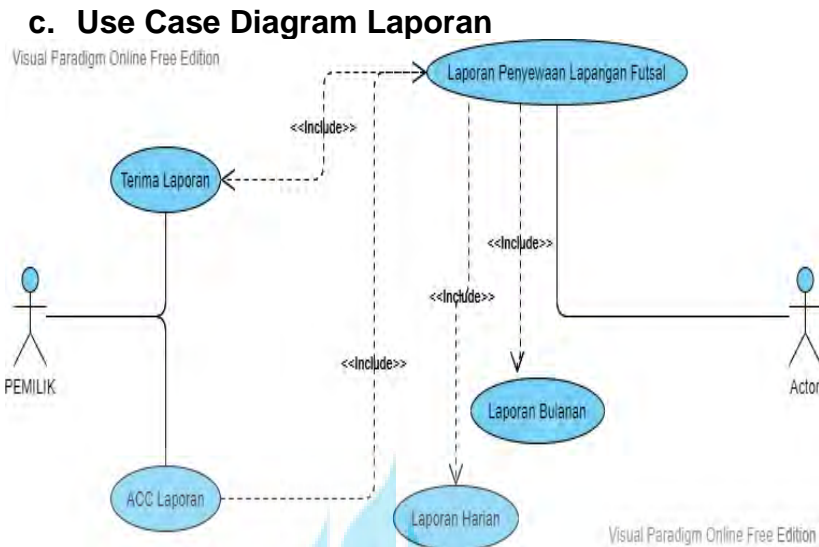 c. Use Case Diagram Laporan
Visual Paradigm Online Free Edition
Laporan Penyewaan Lapangan Futsal
<<Include>>
Terima Laporan
<<Include>>
<<Include>>
<<Include>>
PEMILIK
Actor
Laporan Bulanan
ACC Laporan
Laporan Harian
Visual Paradigm Online Free Edition